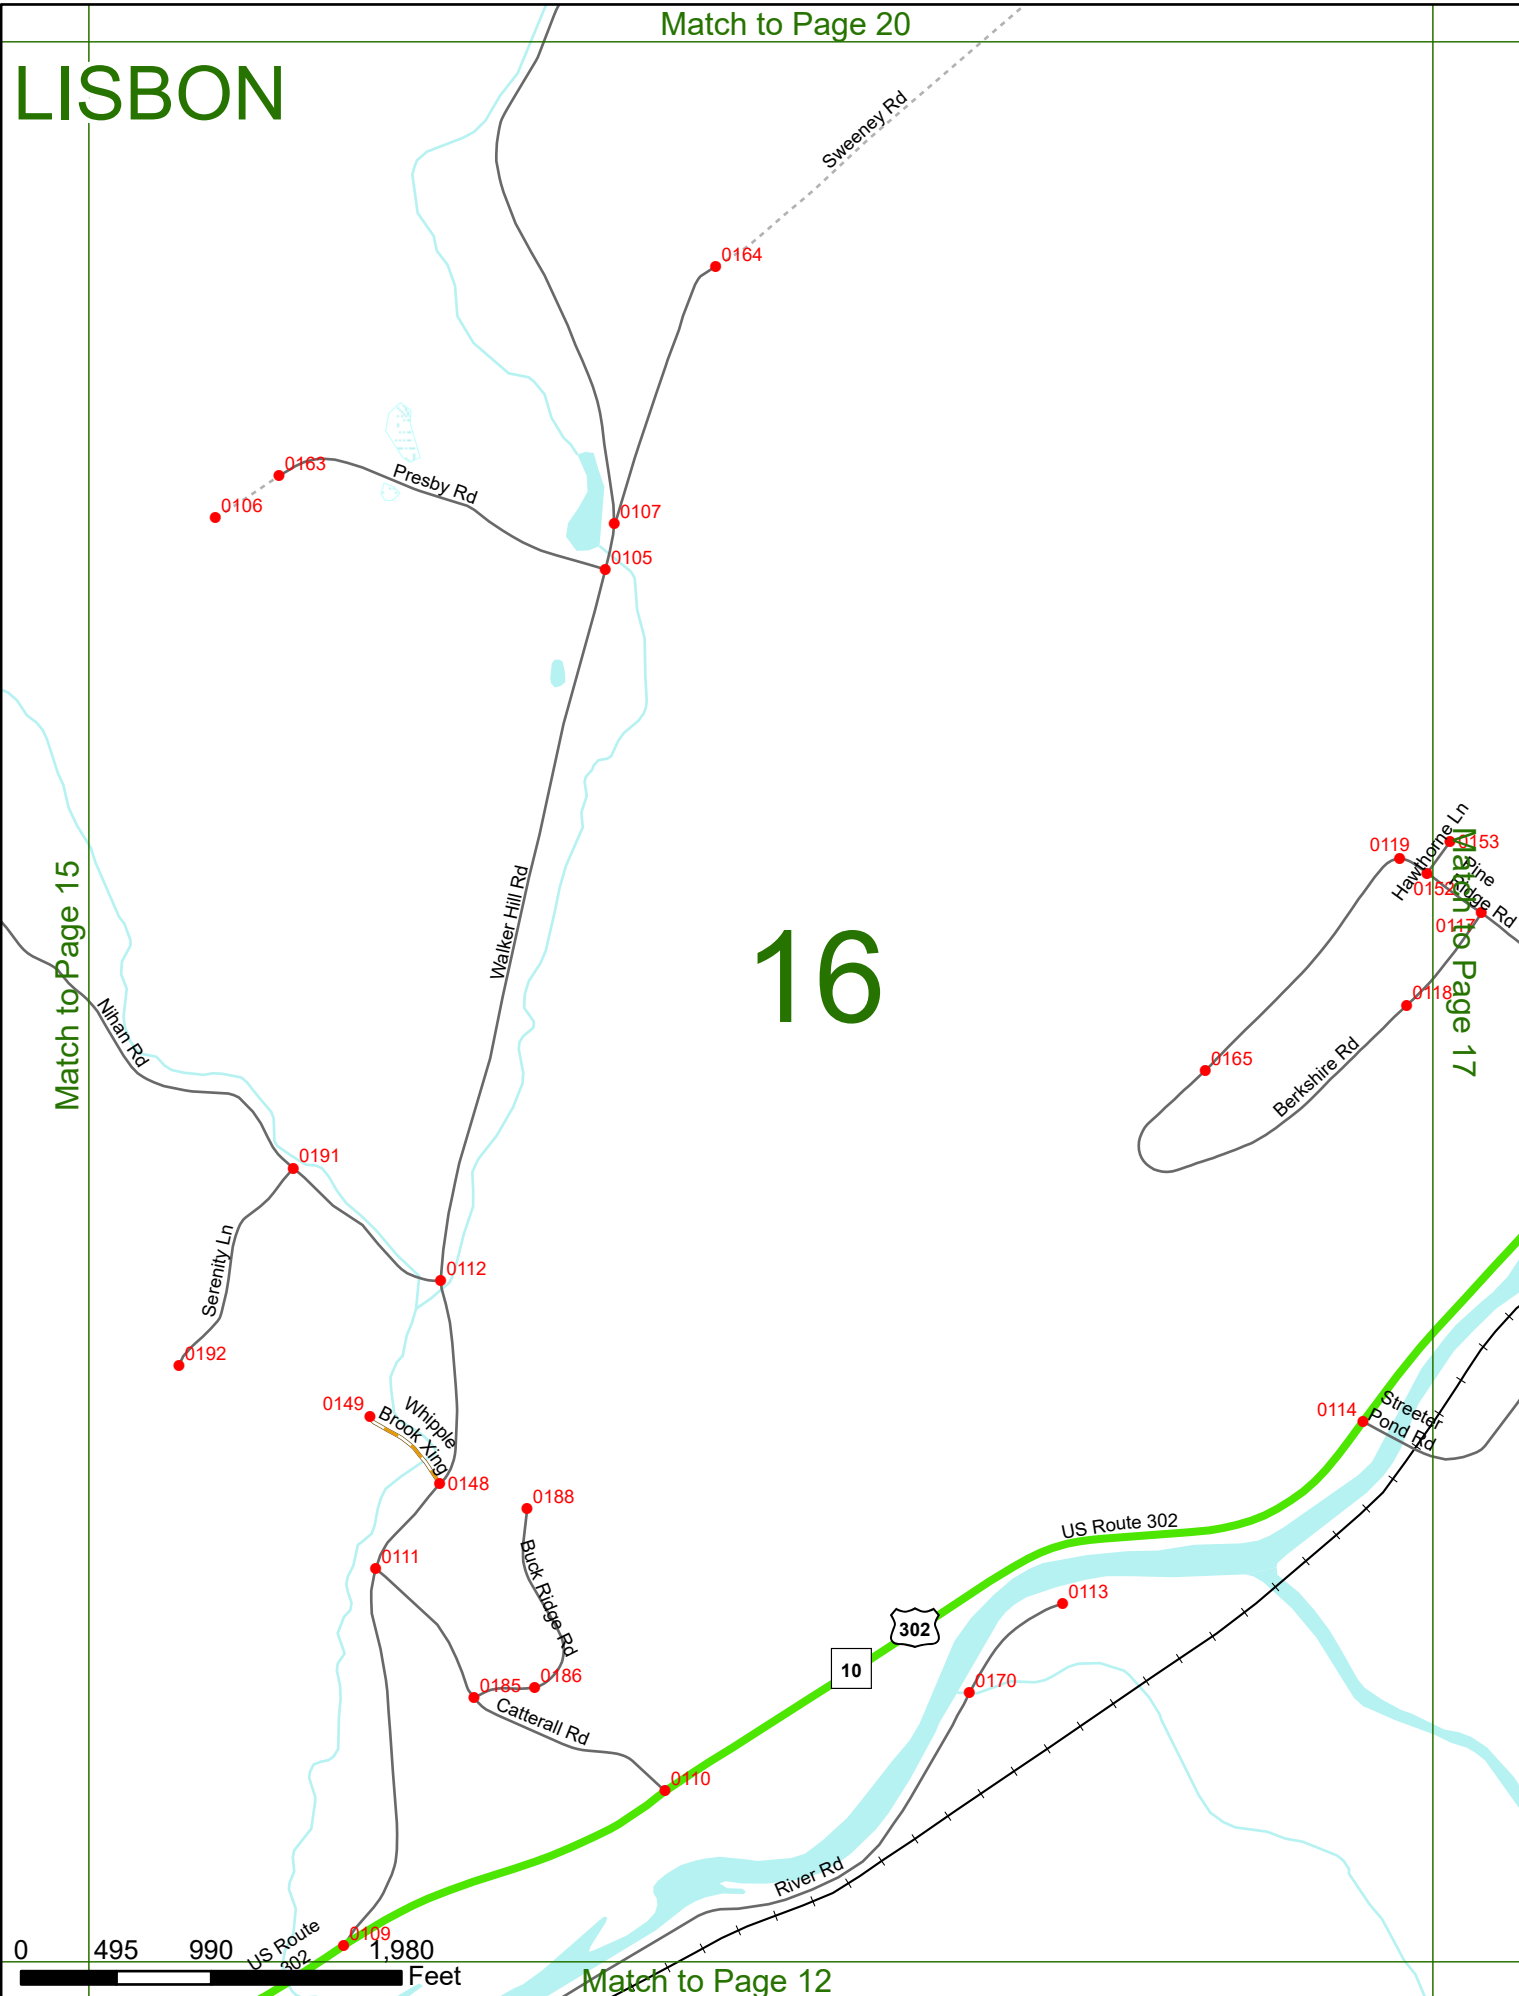 Match to Page 20
LISBON
Sweeney Rd
0164
0163
Presby Rd
0106
0107
0105
Match to Page 15
Walker Hill Rd
16
Hawthorne Ln
0119
0153
Pine
Ridge Rd
0152
0117
Match to Page 17
0118
Nihan Rd
0165
Berkshire Rd
0191
Serenity Ln
0112
0192
0149
Whipple
Brook Xing
0148
0114
Streeter
Pond Rd
0188
US Route 302
0111
Buck Ridge Rd
0113
302
10
0186
0185
0170
Catterall Rd
0110
River Rd
0109
US Route
302
0 495 990 1,980
Feet
Match to Page 12